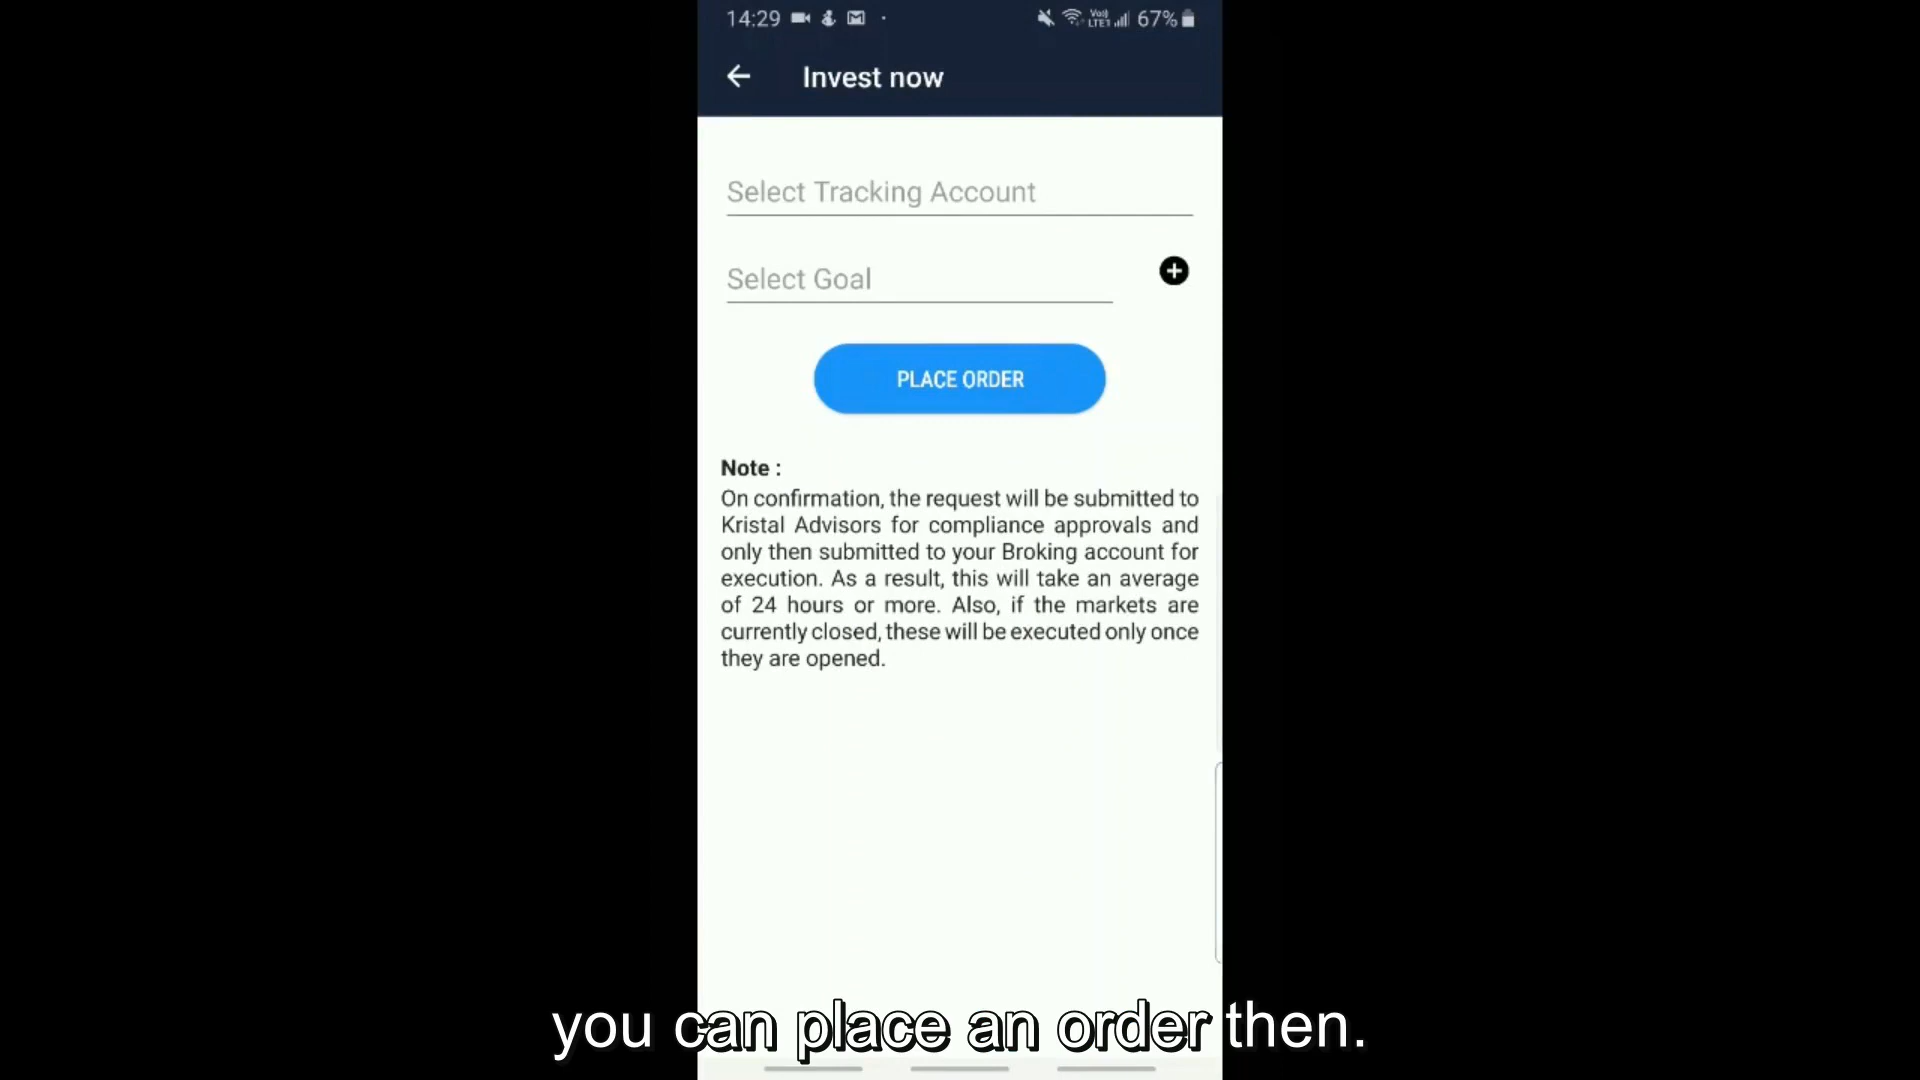 14:29 67%
Invest now
Select Tracking Account
Select Goal
PLACE ORDER
Note :
On confirmation, the request will be submitted to
Kristal Advisors for compliance approvals and
only then submitted to your Broking account for
execution. As a result, this will take an average
of 24 hours or more. Also, if the markets are
currently closed, these will be executed only once
they are opened.
you can place an order then.